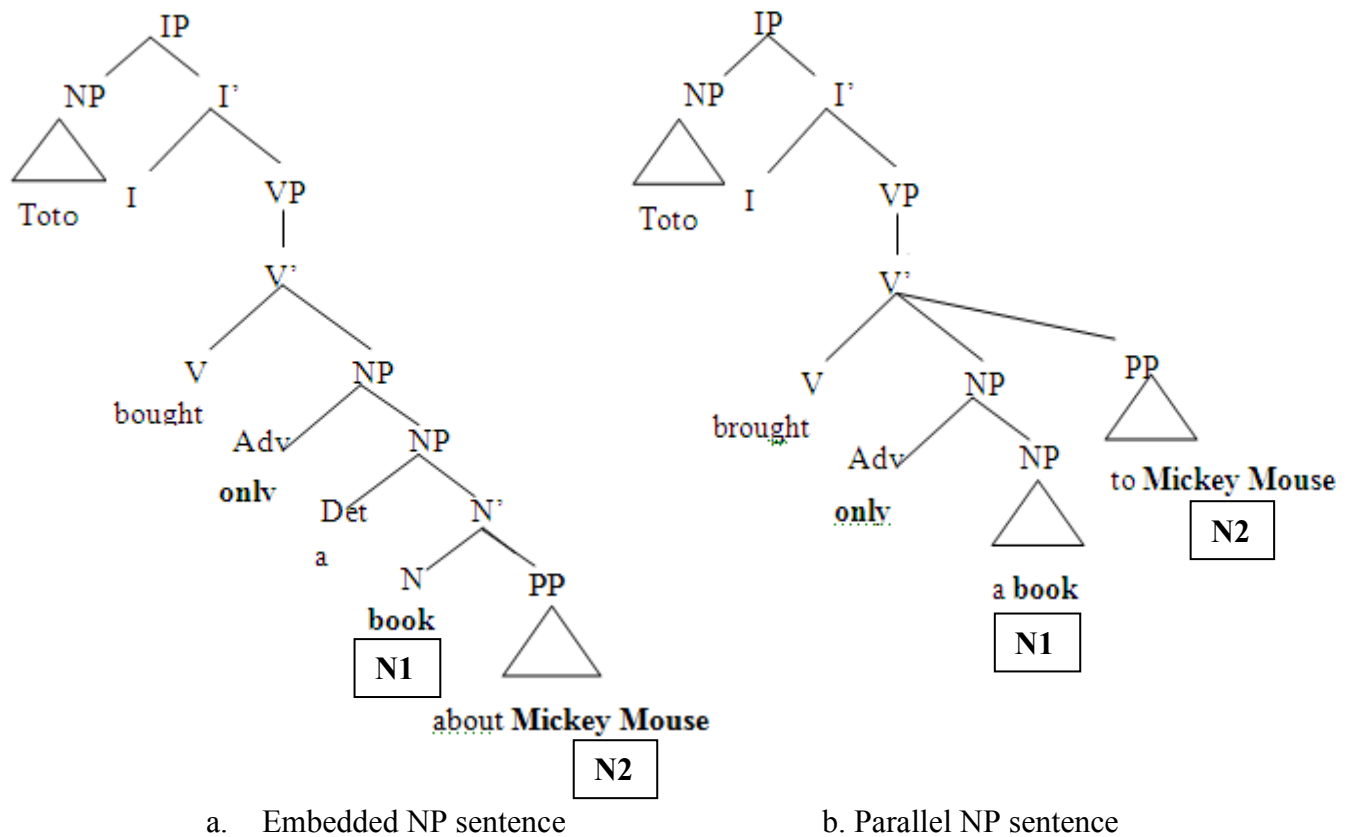 IP
NP I’
Toto
I VP
V’
V NP
bought
Adv NP
only
Det N’
a
N PP
book
N1
about Mickey Mouse
N2
a. Embedded NP sentence
IP
NP I’
Toto
I VP
V’
V NP PP
brought
Adv NP
only
to Mickey Mouse
N2
a book
N1
b. Parallel NP sentence